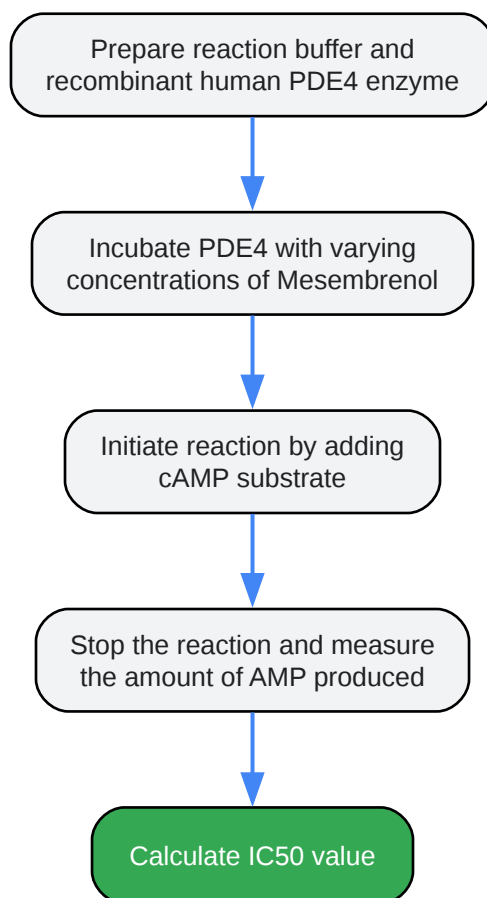 Prepare reaction buffer and
recombinant human PDE4 enzyme
Incubate PDE4 with varying
concentrations of Mesembrenol
Initiate reaction by adding
cAMP substrate
Stop the reaction and measure
the amount of AMP produced
Calculate IC50 value